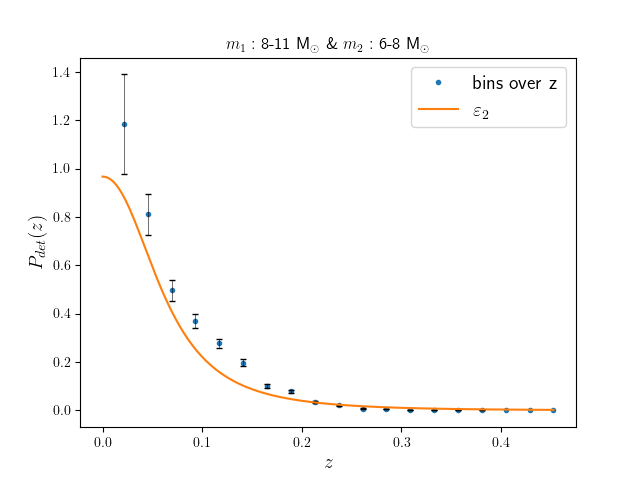 m₁ : 8-11 M☉ & m₂ : 6-8 M☉
bins over z
ε₂
P_det(z)
1.4
1.2
1.0
0.8
0.6
0.4
0.2
0.0
0.0 0.1 0.2 0.3 0.4
z